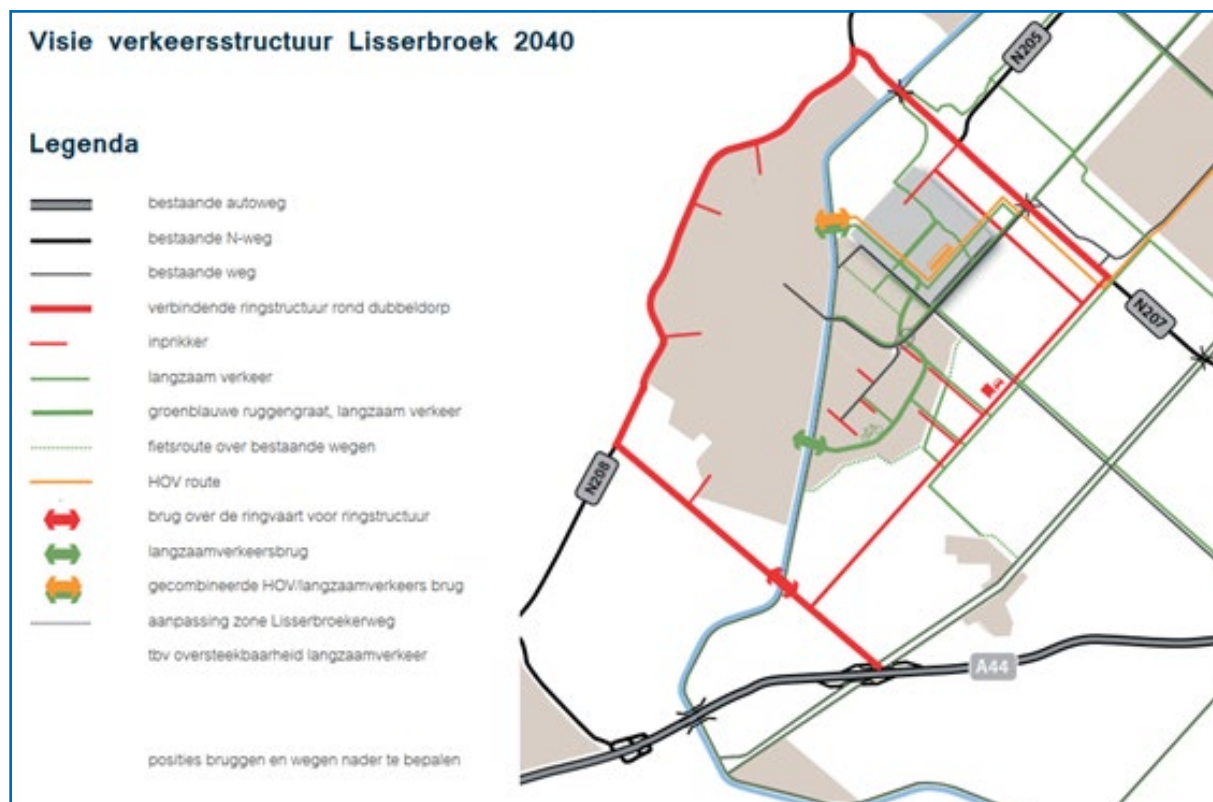 Visie verkeersstructuur Lisserbroek 2040
Legenda
bestaande autoweg
bestaande N-weg
bestaande weg
verbindende ringstructuur rond dubbeldorp
inprikker
langzaam verkeer
groenblauwe ruggengraat, langzaam verkeer
fietsroute over bestaande wegen
HOV route
brug over de ringvaart voor ringstructuur
langzaamverkeersbrug
gecombineerde HOV/langzaamverkeers brug
aanpassing zone Lisserbroekerweg
tbv oversteekbaarheid langzaamverkeer
posities bruggen en wegen nader te bepalen
N205
N207
N208
A44